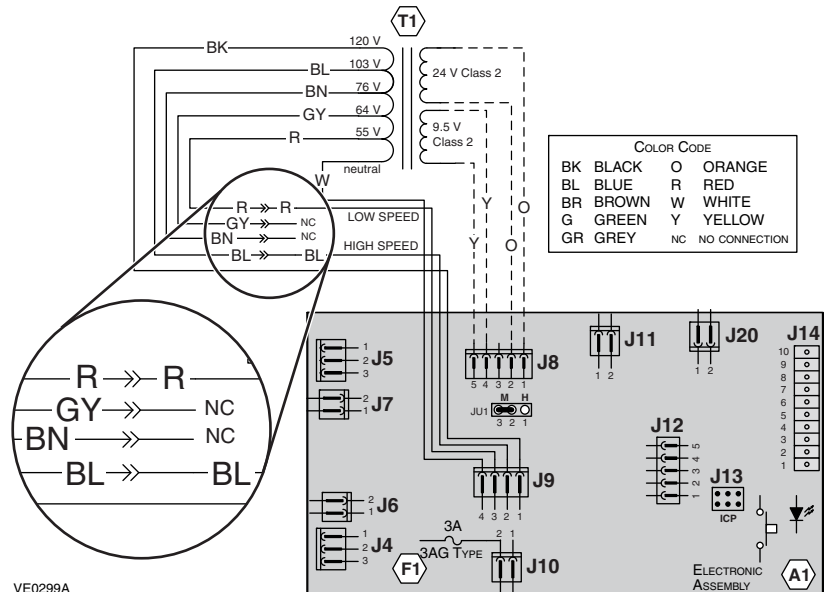 T1
BK
120 V
BL
103 V
BN
76 V
GY
64 V
R
55 V
neutral
W
24 V Class 2
9.5 V
Class 2
Y
O
Y
O
COLOR CODE
BK BLACK O ORANGE
BL BLUE R RED
BR BROWN W WHITE
G GREEN Y YELLOW
GR GREY NC NO CONNECTION
R R LOW SPEED
GY NC
BN NC
BL BL HIGH SPEED
R R
GY NC
BN NC
BL BL
J5
1
2
3
J7
2
1
J6
2
1
J4
1
2
3
J8
5 4 3 2 1
M H
JU1
3 2 1
J9
4 3 2 1
3A
3AG TYPE
F1
2 1
J10
J11
1 2
J20
1 2
J14
10
9
8
7
6
5
4
3
2
1
J12
5
4
3
2
1
J13
ICP
ELECTRONIC
ASSEMBLY
A1
VE0299A